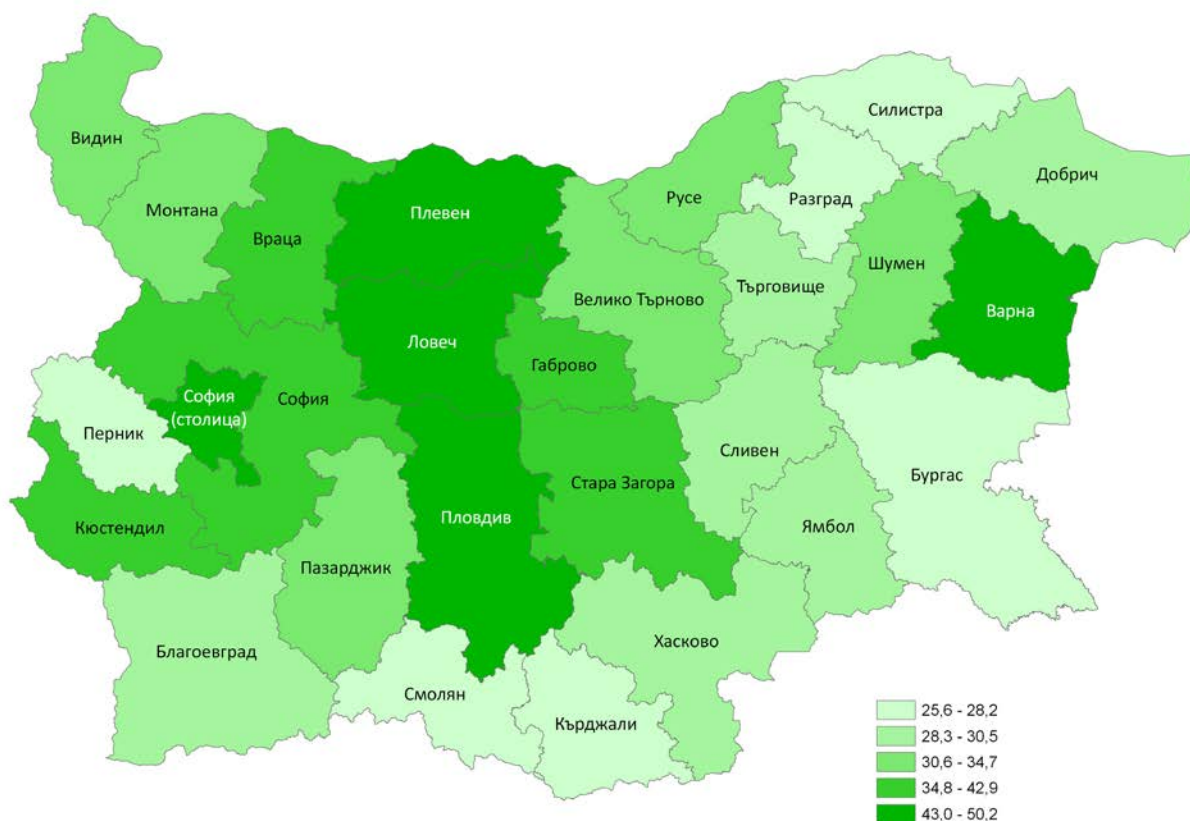 Силистра
Видин
Добрич
Монтана
Плевен
Русе
Разград
Враца
Шумен
Търговище
Велико Търново
Варна
Ловеч
Габрово
София
(столица)
София
Перник
Сливен
Бургас
Стара Загора
Пловдив
Ямбол
Кюстендил
Пазарджик
Хасково
Благоевград
Смолян
Кърджали
25,6 - 28,2
28,3 - 30,5
30,6 - 34,7
34,8 - 42,9
43,0 - 50,2